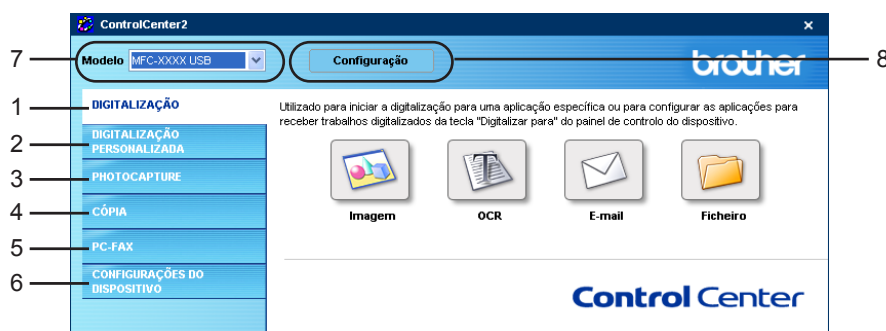 ControlCenter2
7
Modelo MFC-XXXX USB
Configuração
8
brother
1
DIGITALIZAÇÃO
Utilizado para iniciar a digitalização para uma aplicação específica ou para configurar as aplicações para
receber trabalhos digitalizados da tecla "Digitalizar para" do painel de controlo do dispositivo.
2
DIGITALIZAÇÃO
PERSONALIZADA
3
PHOTOCAPTURE
4
CÓPIA
5
PC-FAX
6
CONFIGURAÇÕES DO
DISPOSITIVO
Imagem
OCR
E-mail
Ficheiro
Control Center